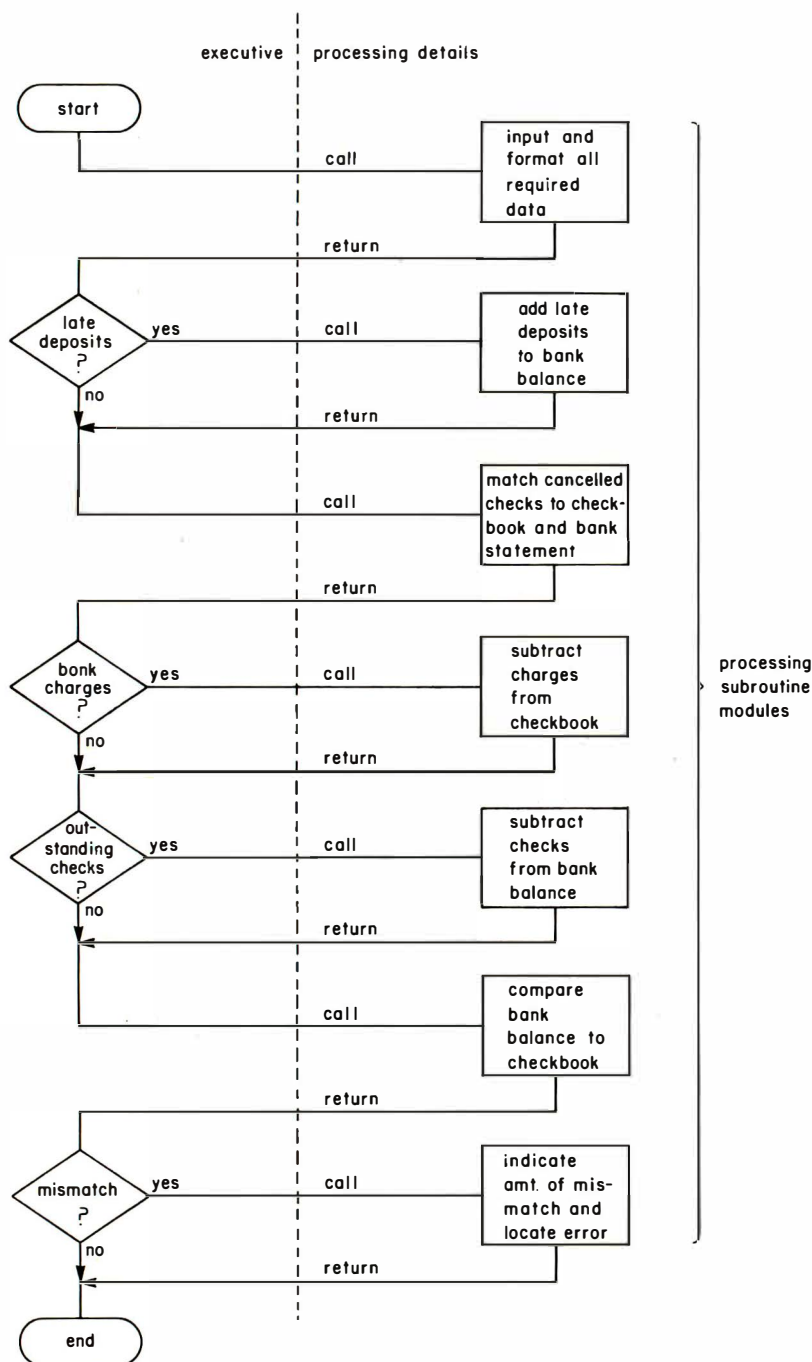 executive processing details
start
call
input and
format all
required
data
return
late
deposits
?
yes
call
add late
deposits
to bank
balance
no
return
call
match cancelled
checks to check-
book and bank
statement
return
bonk
charges
?
yes
call
subtract
charges
from
checkbook
no
return
processing
subroutine
modules
out-
standing
checks
?
yes
call
subtract
checks
from bank
balance
no
return
call
compare
bank
balance to
checkbook
return
mismatch
?
yes
call
indicate
amt. of mis-
match and
locate error
no
return
end